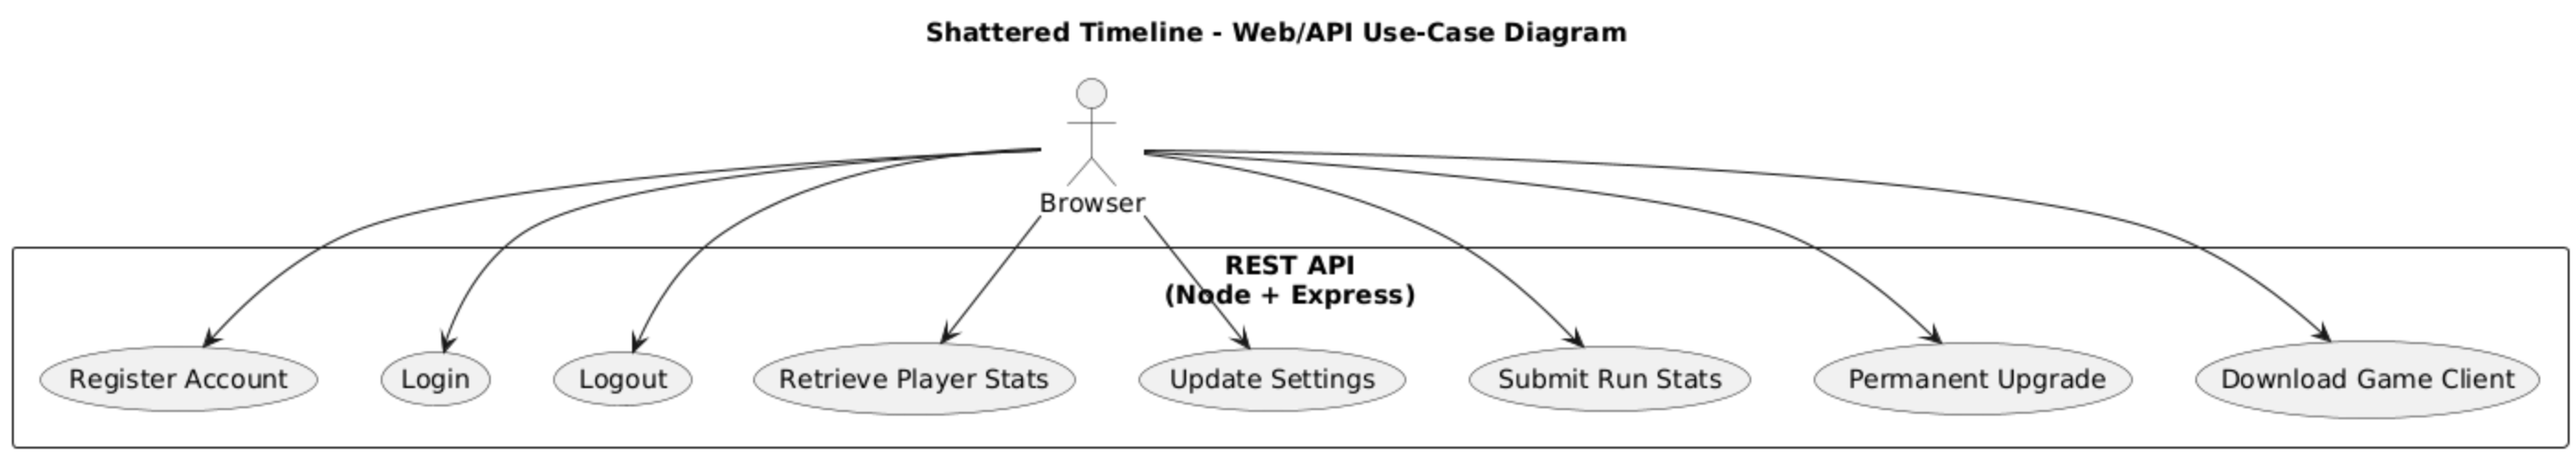 Shattered Timeline - Web/API Use-Case Diagram
Browser
REST API
(Node + Express)
Register Account
Login
Logout
Retrieve Player Stats
Update Settings
Submit Run Stats
Permanent Upgrade
Download Game Client